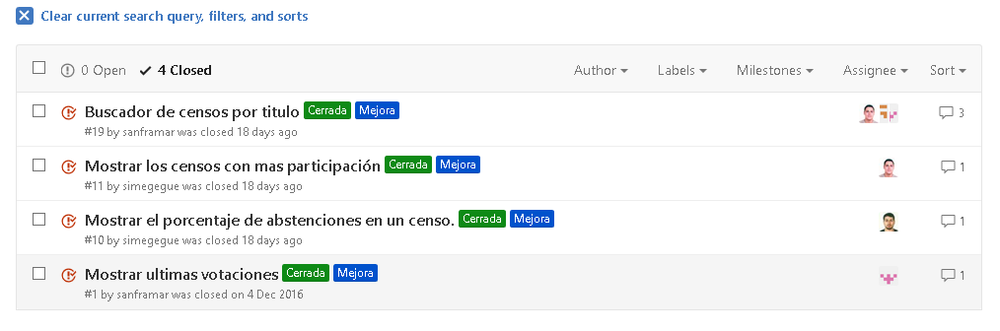 Clear current search query, filters, and sorts
0 Open 4 Closed Author Labels Milestones Assignee Sort
Buscador de censos por titulo Cerrada Mejora 3
#19 by sanframar was closed 18 days ago
Mostrar los censos con mas participación Cerrada Mejora 1
#11 by simegegue was closed 18 days ago
Mostrar el porcentaje de abstenciones en un censo. Cerrada Mejora 1
#10 by simegegue was closed 18 days ago
Mostrar ultimas votaciones Cerrada Mejora 1
#1 by sanframar was closed on 4 Dec 2016